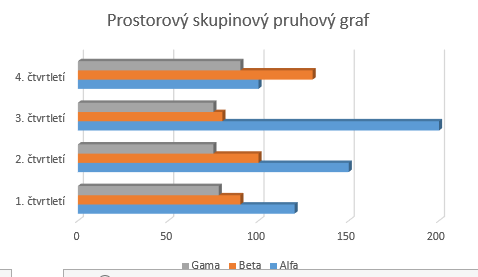 Prostorový skupinový pruhový graf
4. čtvrtletí
3. čtvrtletí
2. čtvrtletí
1. čtvrtletí
0 50 100 150 200
Gama Beta Alfa